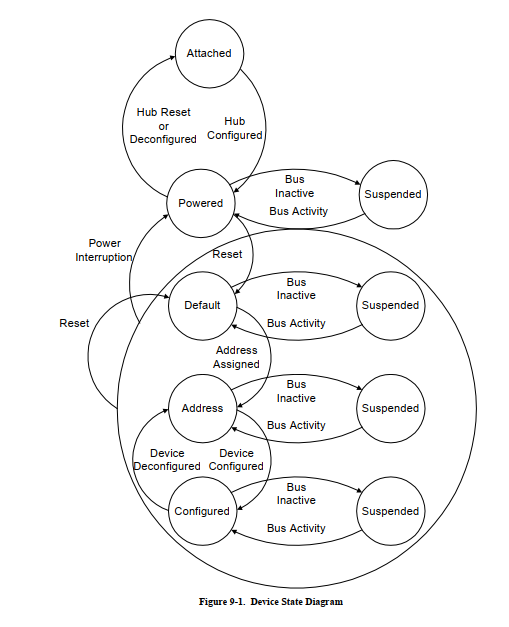 Attached
Hub Reset
or
Deconfigured
Hub
Configured
Powered
Bus
Inactive
Bus Activity
Suspended
Power
Interruption
Reset
Default
Bus
Inactive
Bus Activity
Suspended
Reset
Address
Assigned
Address
Bus
Inactive
Bus Activity
Suspended
Device
Deconfigured
Device
Configured
Configured
Bus
Inactive
Bus Activity
Suspended
Figure 9-1. Device State Diagram